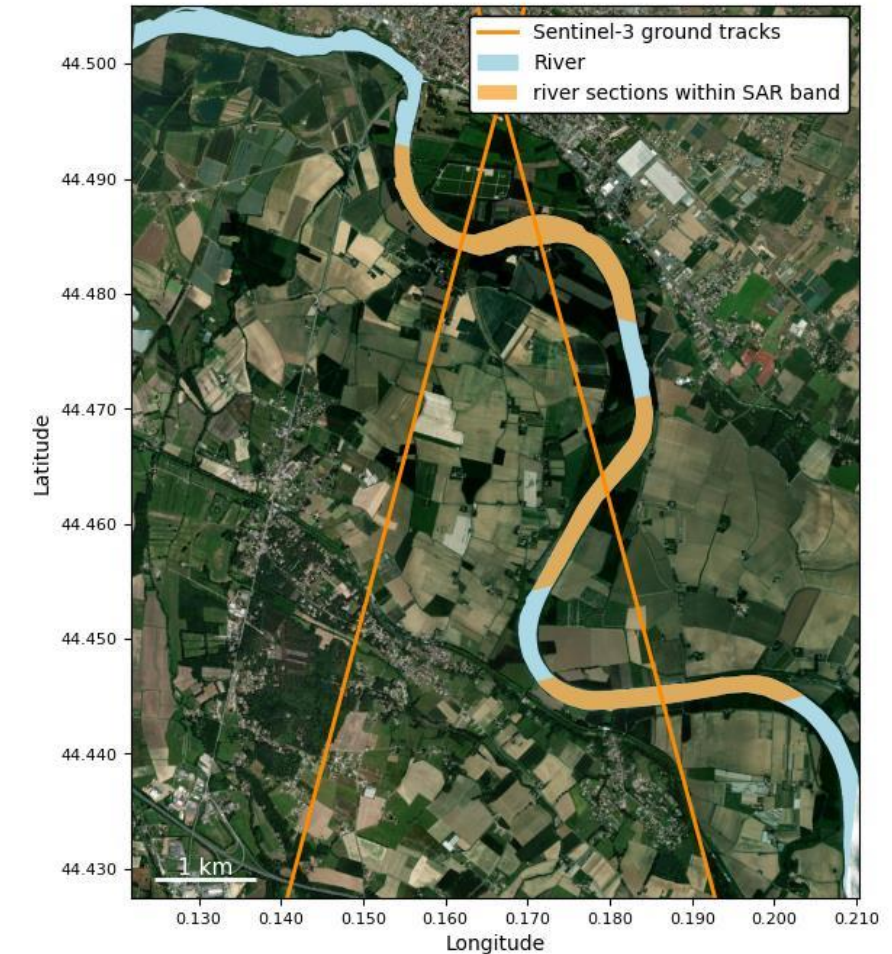 Sentinel-3 ground tracks
River
river sections within SAR band
44.500
44.490
44.480
44.470
44.460
44.450
44.440
44.430
Latitude
1 km
0.130 0.140 0.150 0.160 0.170 0.180 0.190 0.200 0.210
Longitude